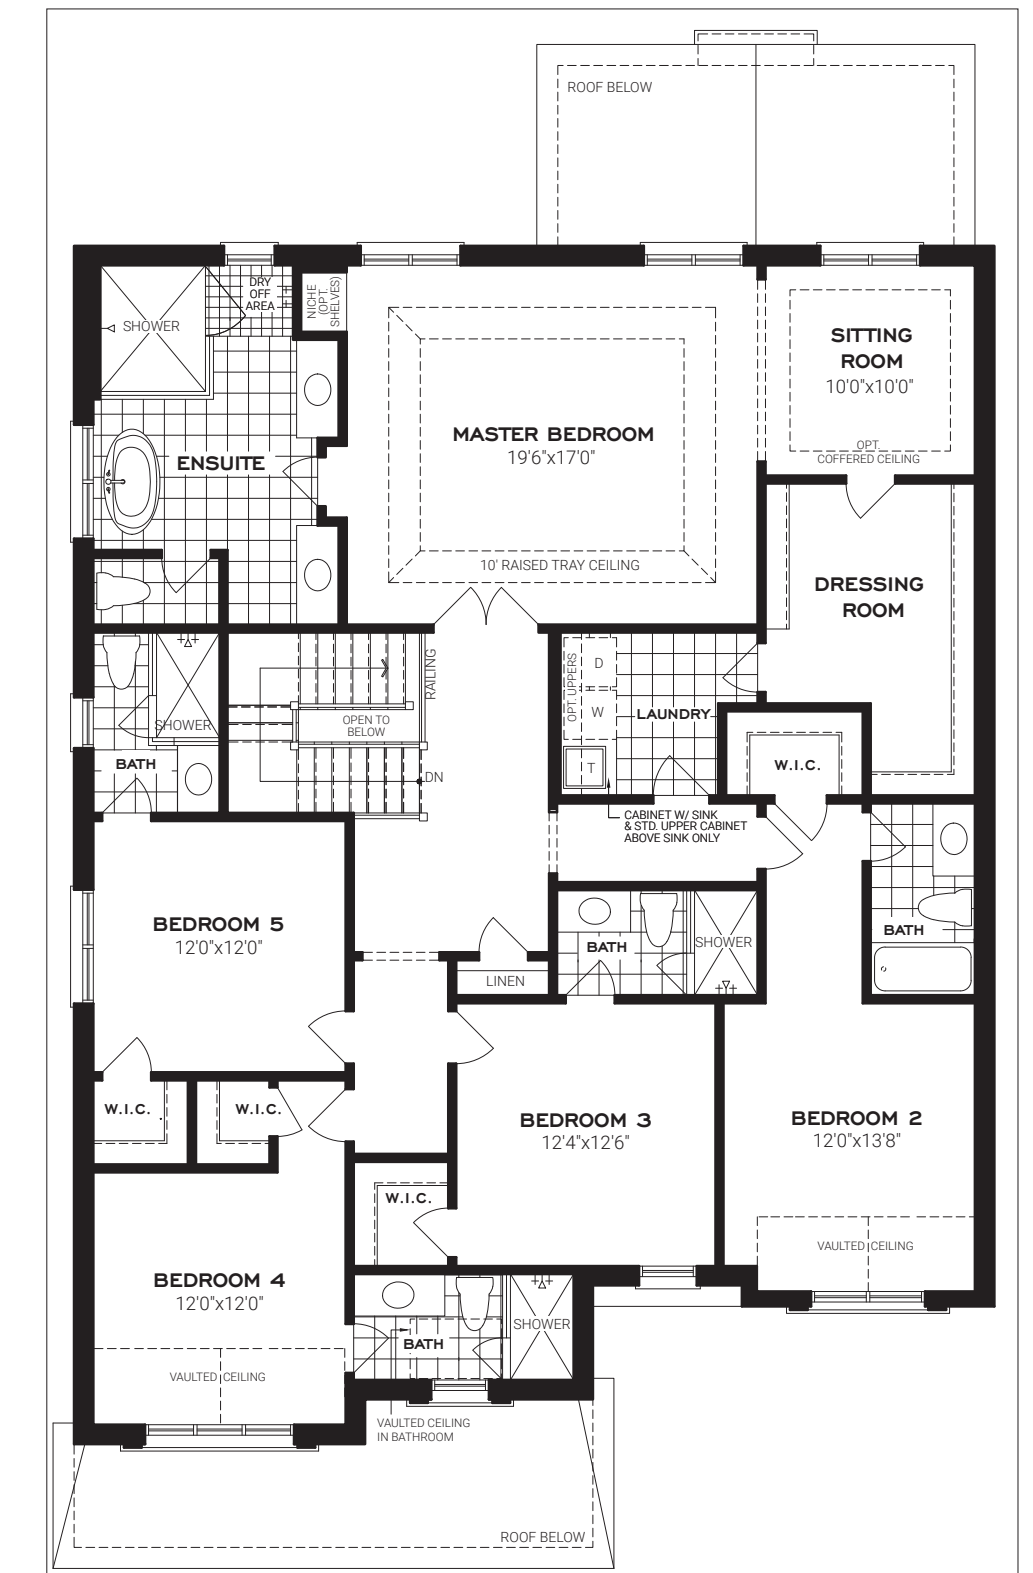 ROOF BELOW
DRY
OFF
AREA
NICHE
(OPT.
SHELVES)
SHOWER
SITTING
ROOM
10'0"x10'0"
MASTER BEDROOM
19'6"x17'0"
OPT.
COFFERED CEILING
ENSUITE
10' RAISED TRAY CEILING
DRESSING
ROOM
RAILING
OPT. UPPERS
D
W
LAUNDRY
SHOWER
OPEN TO
BELOW
BATH
DN
T
W.I.C.
CABINET W/ SINK
& STD. UPPER CABINET
ABOVE SINK ONLY
BEDROOM 5
12'0"x12'0"
BATH
SHOWER
BATH
LINEN
W.I.C.
W.I.C.
BEDROOM 3
12'4"x12'6"
BEDROOM 2
12'0"x13'8"
W.I.C.
VAULTED CEILING
BEDROOM 4
12'0"x12'0"
SHOWER
BATH
VAULTED CEILING
VAULTED CEILING
IN BATHROOM
ROOF BELOW